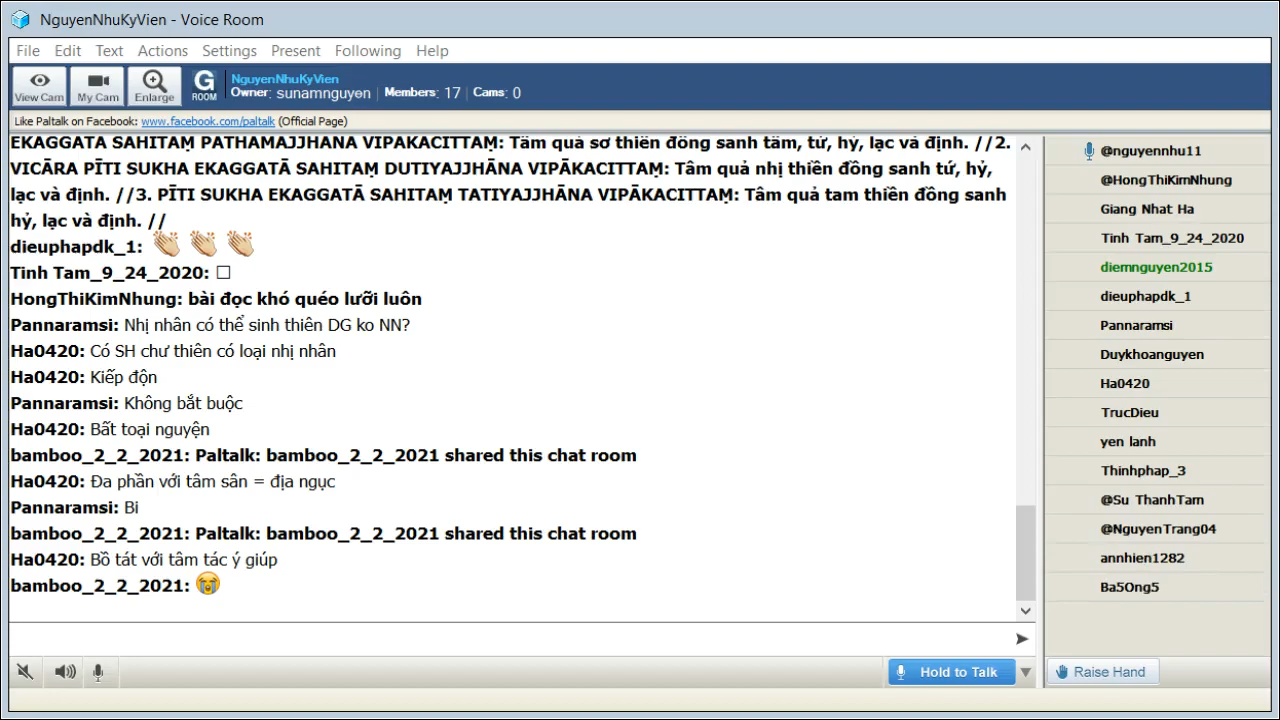 NguyenNhuKyVien - Voice Room
File Edit Text Actions Settings Present Following Help
View Cam My Cam Enlarge G ROOM
NguyenNhuKyVien
Owner: sunamnguyen | Members: 17 | Cams: 0
Like Paltalk on Facebook: www.facebook.com/paltalk (Official Page)
EKAGGATA SAHITAṂ PATHAMAJJHANA VIPAKACITTAṂ: Tâm quả sơ thiền đồng sanh tầm, tứ, hỷ, lạc và định. //2.
VICĀRA PĪTI SUKHA EKAGGATĀ SAHITAṂ DUTIYAJJHĀNA VIPĀKACITTAṂ: Tâm quả nhị thiền đồng sanh tứ, hỷ,
lạc và định. //3. PĪTI SUKHA EKAGGATĀ SAHITAṂ TATIYAJJHĀNA VIPĀKACITTAṂ: Tâm quả tam thiền đồng sanh
hỷ, lạc và định. //
dieuphapdk_1: 👏 👏 👏
Tinh Tam_9_24_2020: □
HongThiKimNhung: bài đọc khó quéo lưỡi luôn
Pannaramsi: Nhị nhân có thể sinh thiên DG ko NN?
Ha0420: Có SH chư thiên có loại nhị nhân
Ha0420: Kiếp độn
Pannaramsi: Không bắt buộc
Ha0420: Bất toại nguyện
bamboo_2_2_2021: Paltalk: bamboo_2_2_2021 shared this chat room
Ha0420: Đa phần với tâm sân = địa ngục
Pannaramsi: Bi
bamboo_2_2_2021: Paltalk: bamboo_2_2_2021 shared this chat room
Ha0420: Bồ tát với tâm tác ý giúp
bamboo_2_2_2021: 😭
Hold to Talk
@nguyennhu11
@HongThiKimNhung
Giang Nhat Ha
Tinh Tam_9_24_2020
diemnguyen2015
dieuphapdk_1
Pannaramsi
Duykhoanguyen
Ha0420
TrucDieu
yen lanh
Thinhphap_3
@Su ThanhTam
@NguyenTrang04
annhien1282
Ba5Ong5
Raise Hand